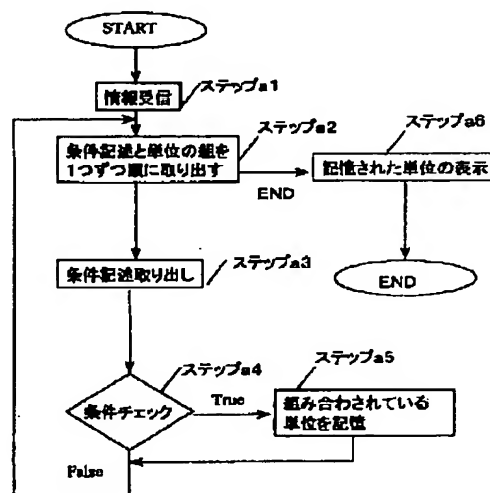 START
情報受信
ステップa1
条件記述と単位の組を
1つずつ順に取り出す
ステップa2
END
ステップa6
記憶された単位の表示
END
条件記述取り出し
ステップa3
条件チェック
ステップa4
True
ステップa5
組み合わされている
単位を記憶
False